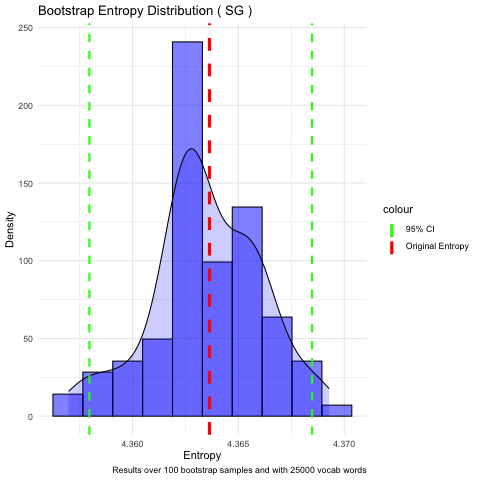 Bootstrap Entropy Distribution ( SG )
250
200
150
100
50
0
Density
4.360
4.365
4.370
Entropy
colour
95% CI
Original Entropy
Results over 100 bootstrap samples and with 25000 vocab words